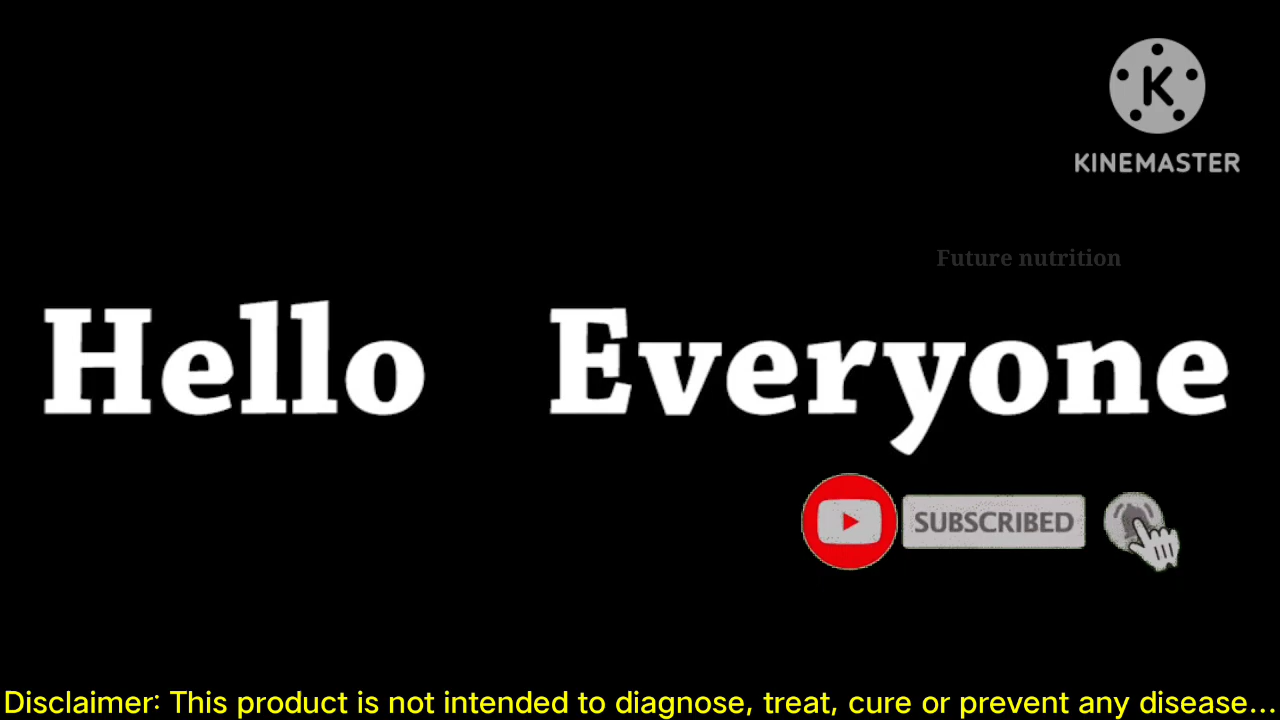 K
KINEMASTER
Future nutrition
Hello Everyone
SUBSCRIBED
Disclaimer: This product is not intended to diagnose, treat, cure or prevent any disease...